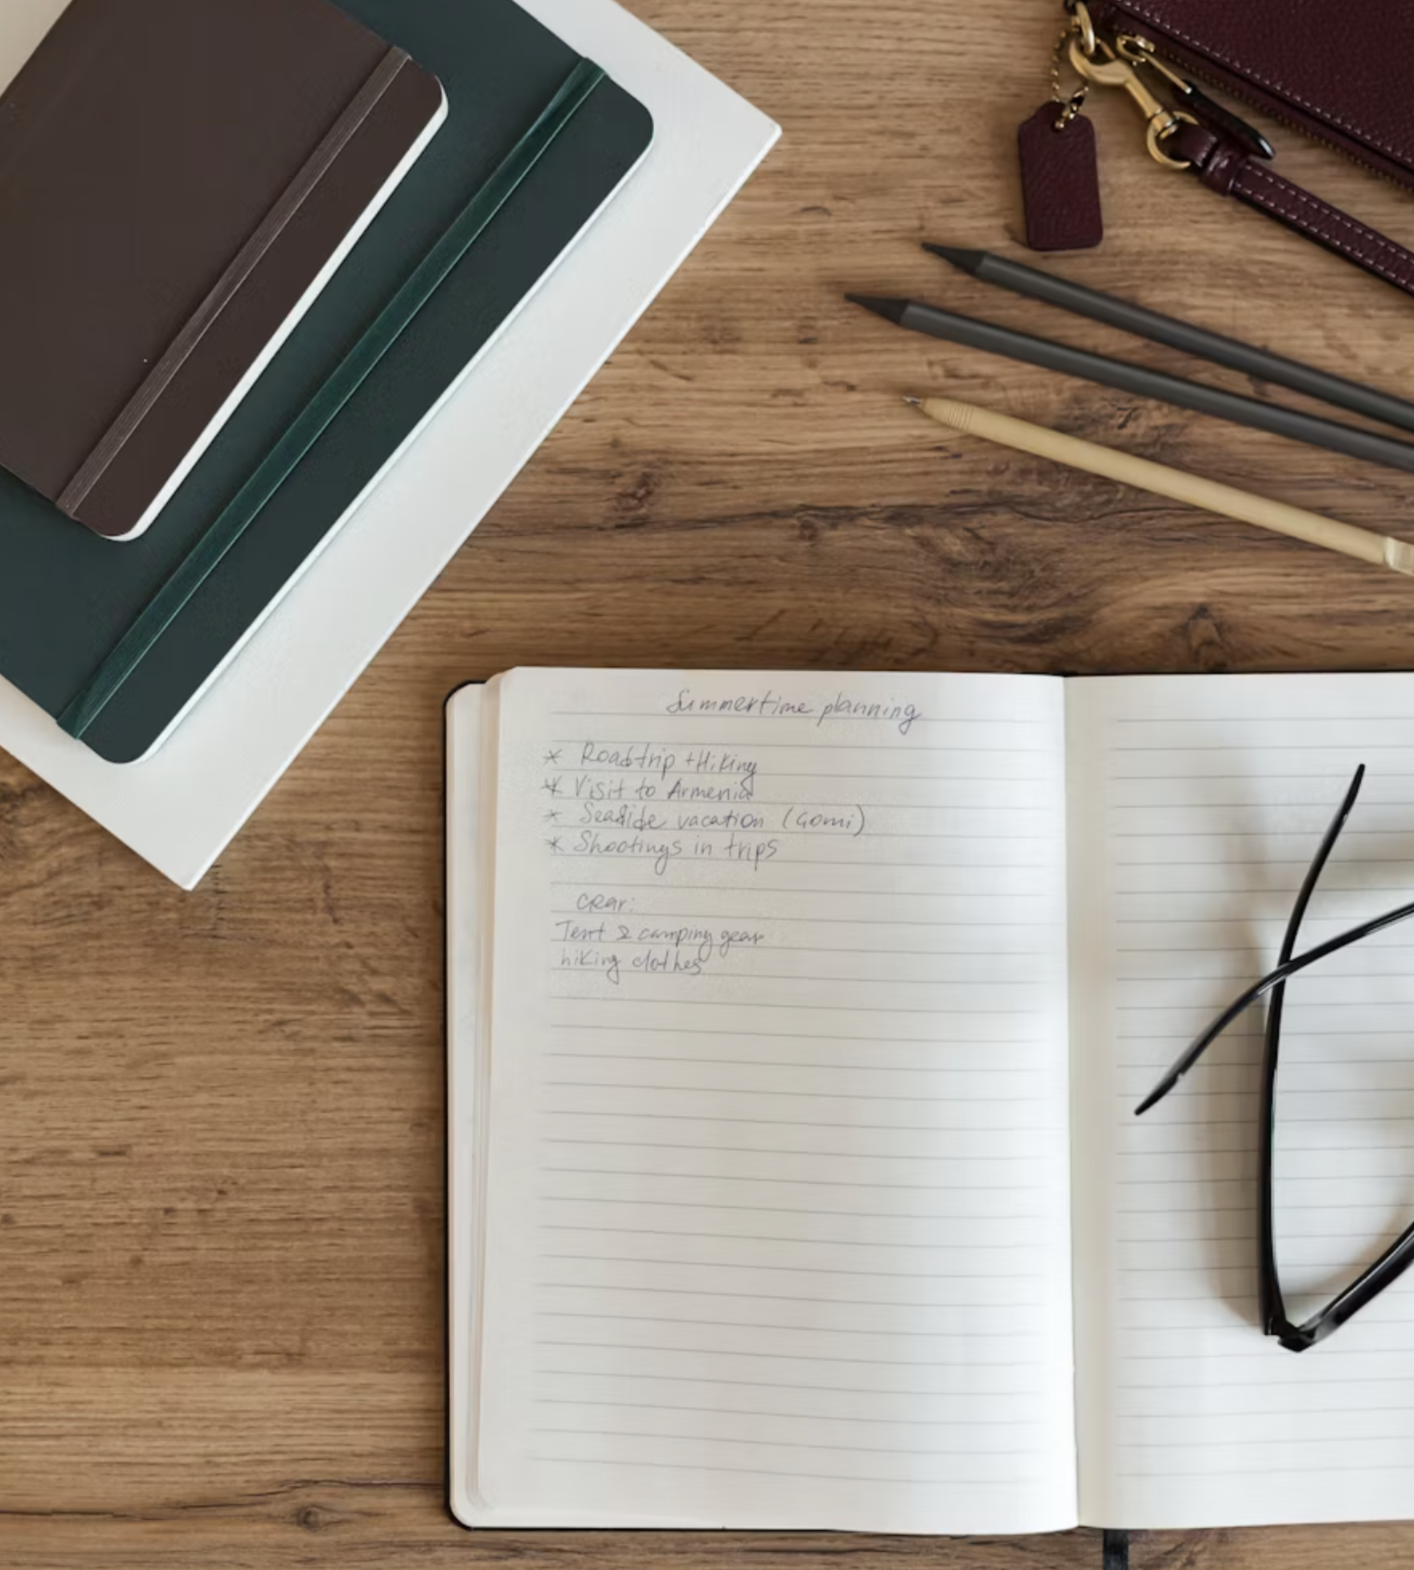 Summertime planning
* Roadtrip + Hiking
* Visit to Armenia
* Seaside vacation (Gomi)
* Shootings in trips
Gear:
Tent & camping gear
hiking clothes